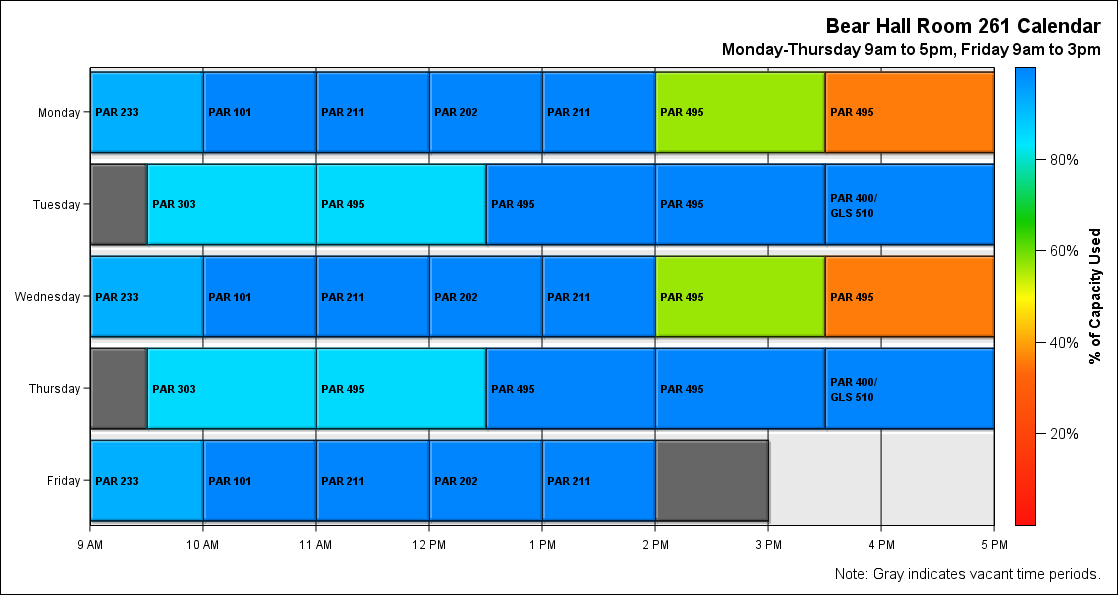 Bear Hall Room 261 Calendar
Monday-Thursday 9am to 5pm, Friday 9am to 3pm
Monday
PAR 233
PAR 101
PAR 211
PAR 202
PAR 211
PAR 495
PAR 495
Tuesday
PAR 303
PAR 495
PAR 495
PAR 495
PAR 400/
GLS 510
Wednesday
PAR 233
PAR 101
PAR 211
PAR 202
PAR 211
PAR 495
PAR 495
Thursday
PAR 303
PAR 495
PAR 495
PAR 495
PAR 400/
GLS 510
Friday
PAR 233
PAR 101
PAR 211
PAR 202
PAR 211
9 AM
10 AM
11 AM
12 PM
1 PM
2 PM
3 PM
4 PM
5 PM
80%
60%
40%
20%
% of Capacity Used
Note: Gray indicates vacant time periods.